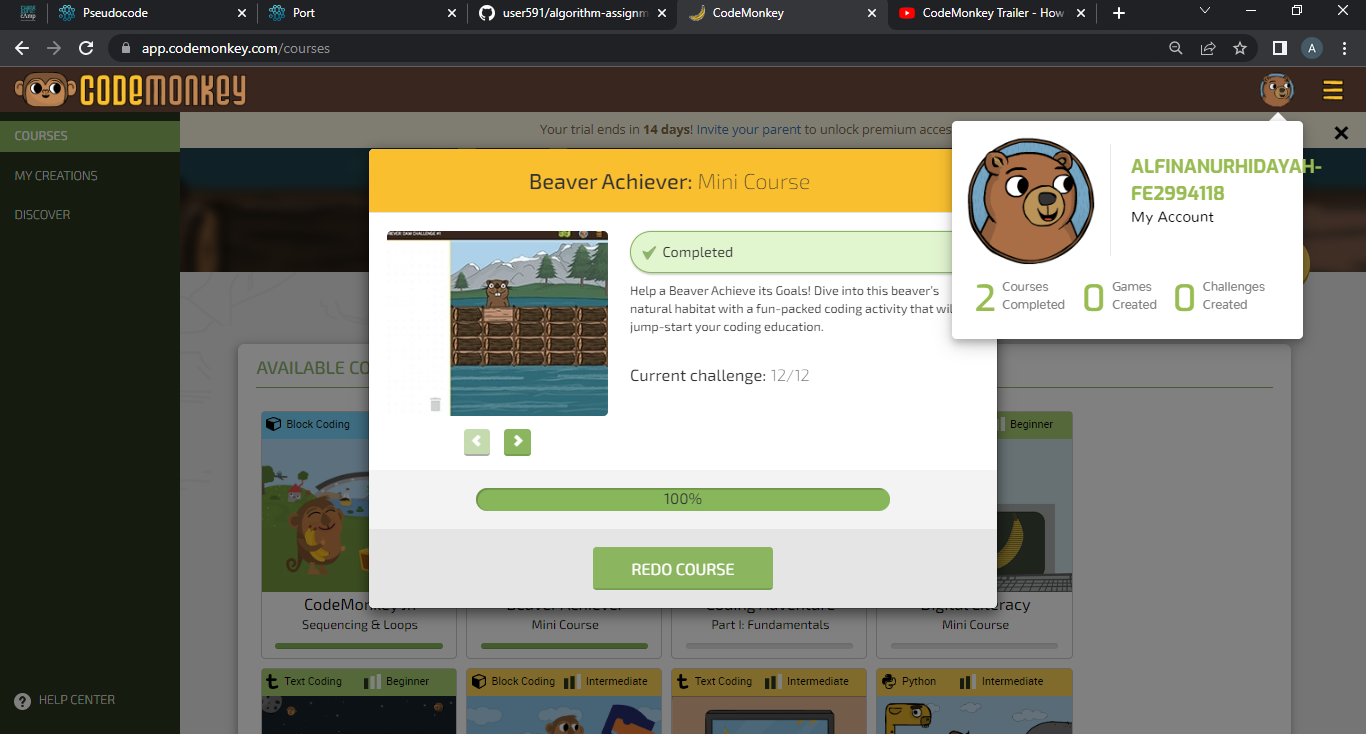 Pseudocode
Port
user591/algorithm-assignm
CodeMonkey
CodeMonkey Trailer - How
app.codemonkey.com/courses
A
CODEMONKEY
COURSES
MY CREATIONS
DISCOVER
HELP CENTER
Your trial ends in 14 days! Invite your parent to unlock premium acces
Beaver Achiever: Mini Course
Completed
Help a Beaver Achieve its Goals! Dive into this beaver's
natural habitat with a fun-packed coding activity that wil
jump-start your coding education.
Current challenge: 12/12
100%
REDO COURSE
ALFINANURHIDAYAH-
FE2994118
My Account
2 Courses Completed
0 Games Created
0 Challenges Created
AVAILABLE CO
Block Coding
Beginner
CodeMonkey Jr.
Sequencing & Loops
Beaver Achiever
Mini Course
Coding Adventure
Part I: Fundamentals
Digital Literacy
Mini Course
Text Coding Beginner
Block Coding Intermediate
Text Coding Intermediate
Python Intermediate